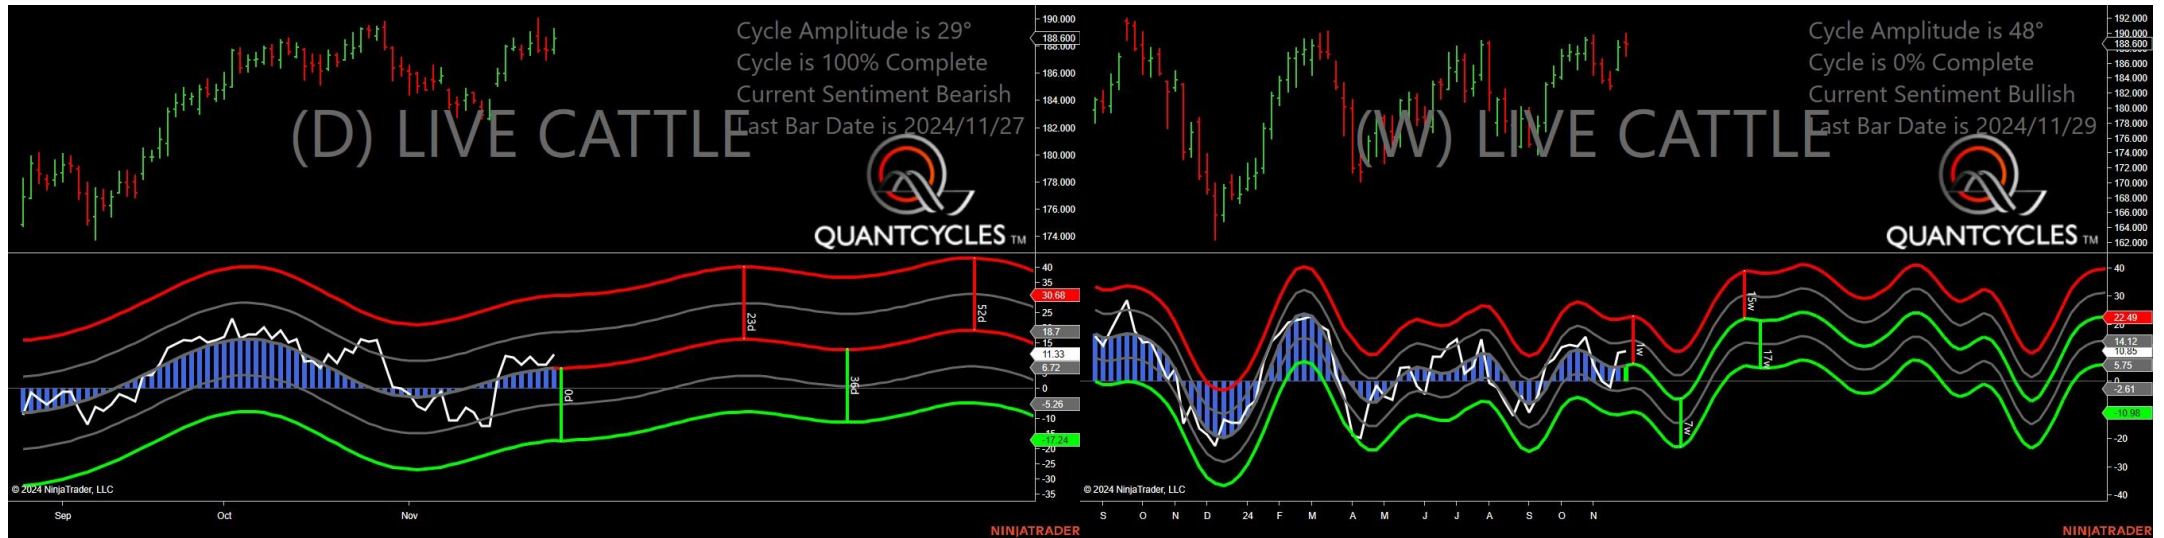 Cycle Amplitude is 29°
Cycle is 100% Complete
Current Sentiment Bearish
Last Bar Date is 2024/11/27
(D) LIVE CATTLE
QUANTCYCLES TM
190.000
188.600
188.000
186.000
184.000
182.000
180.000
178.000
176.000
174.000
40
35
30.68
25
18.7
15
11.33
6.72
0
-5.26
-10
-15
-17.24
-20
-25
-30
-35
23d
52d
0d
36d
© 2024 NinjaTrader, LLC
Sep
Oct
Nov
NINJATRADER
Cycle Amplitude is 48°
Cycle is 0% Complete
Current Sentiment Bullish
Last Bar Date is 2024/11/29
(W) LIVE CATTLE
QUANTCYCLES TM
192.000
190.000
188.600
186.000
184.000
182.000
180.000
178.000
176.000
174.000
172.000
170.000
168.000
166.000
164.000
162.000
40
30
22.49
20
14.12
10.85
5.75
0
-2.61
-10.98
-20
-30
-40
1w
15w
17w
7w
© 2024 NinjaTrader, LLC
S
O
N
D
24
F
M
A
M
J
J
A
S
O
N
NINJATRADER